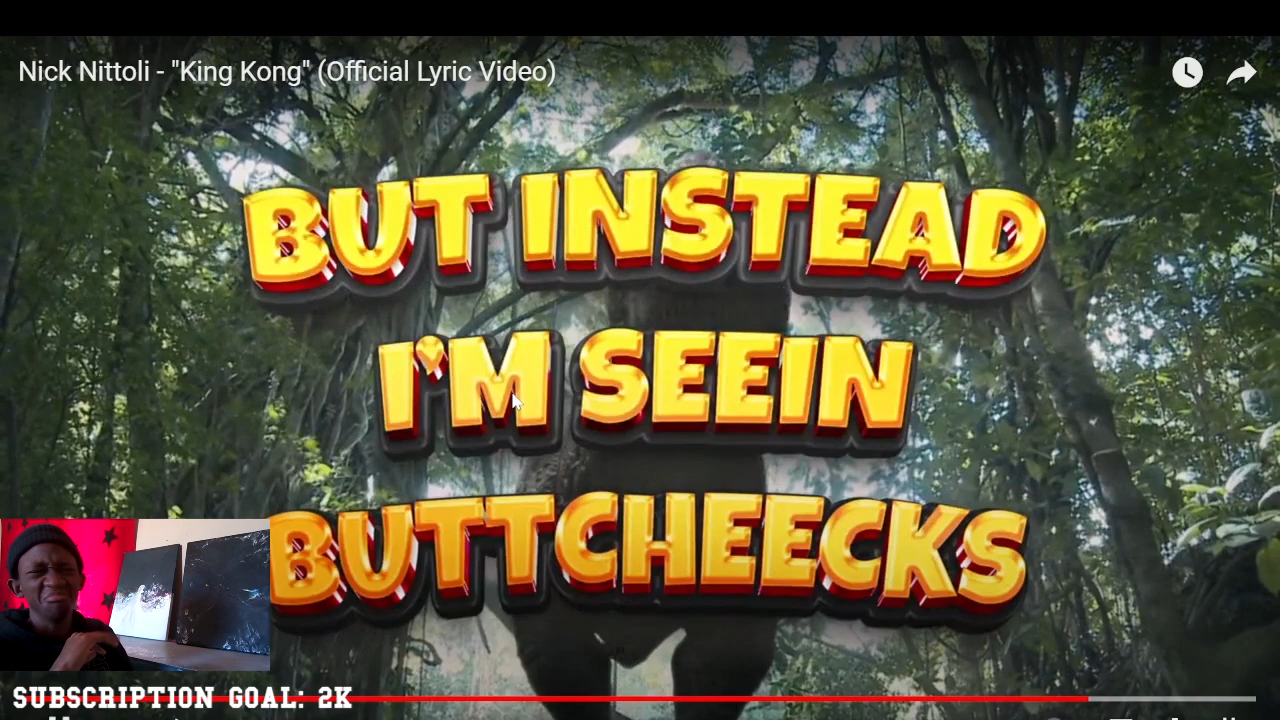 Nick Nittoli - "King Kong" (Official Lyric Video)
BUT INSTEAD
I'M SEEIN
BUTTCHEECKS
SUBSCRIPTION GOAL: 2K